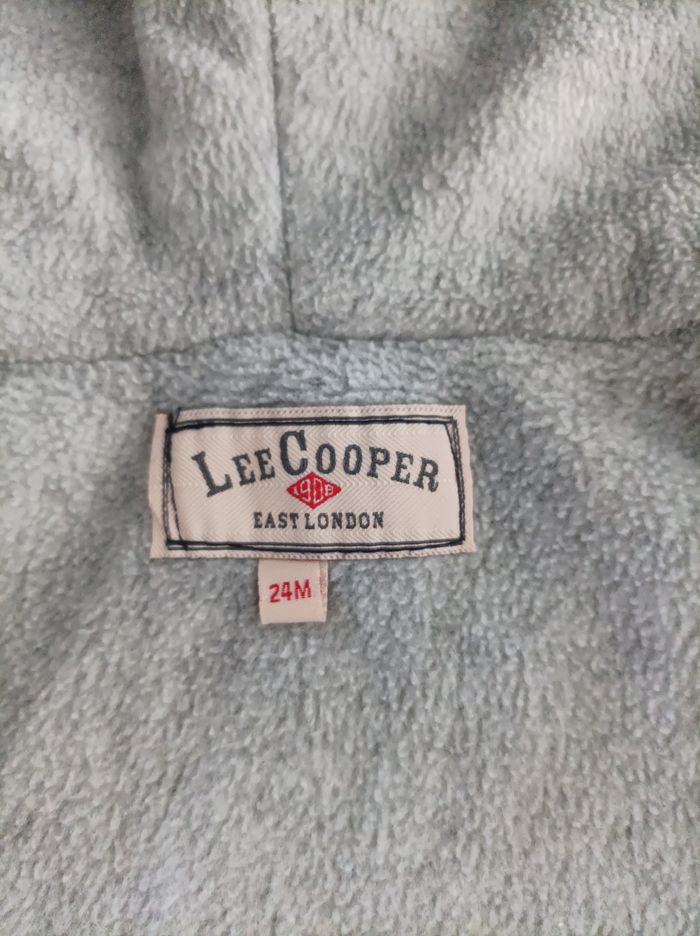 LEE COOPER
1908
EAST LONDON
24M